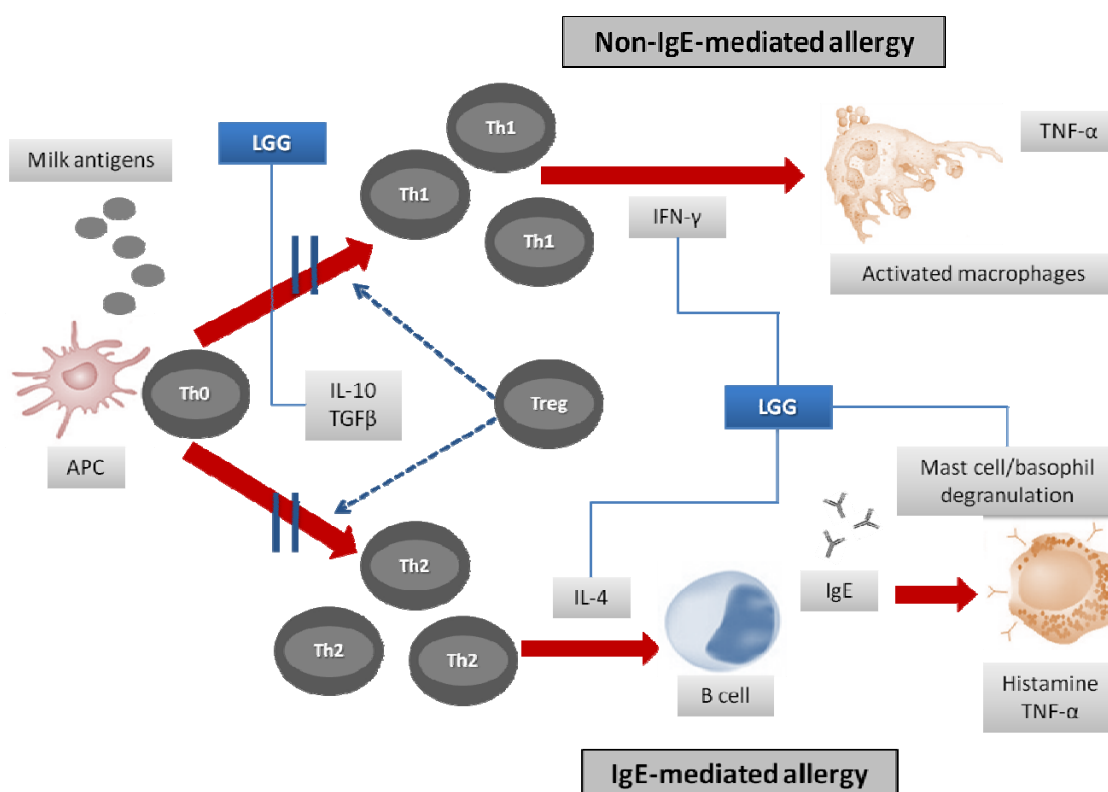 Non-IgE-mediated allergy
Milk antigens
LGG
Th1
Th1
Th1
IFN-γ
TNF-α
Activated macrophages
Th0
APC
IL-10
TGFβ
Treg
LGG
Mast cell/basophil
degranulation
Th2
Th2
Th2
IL-4
B cell
IgE
Histamine
TNF-α
IgE-mediated allergy